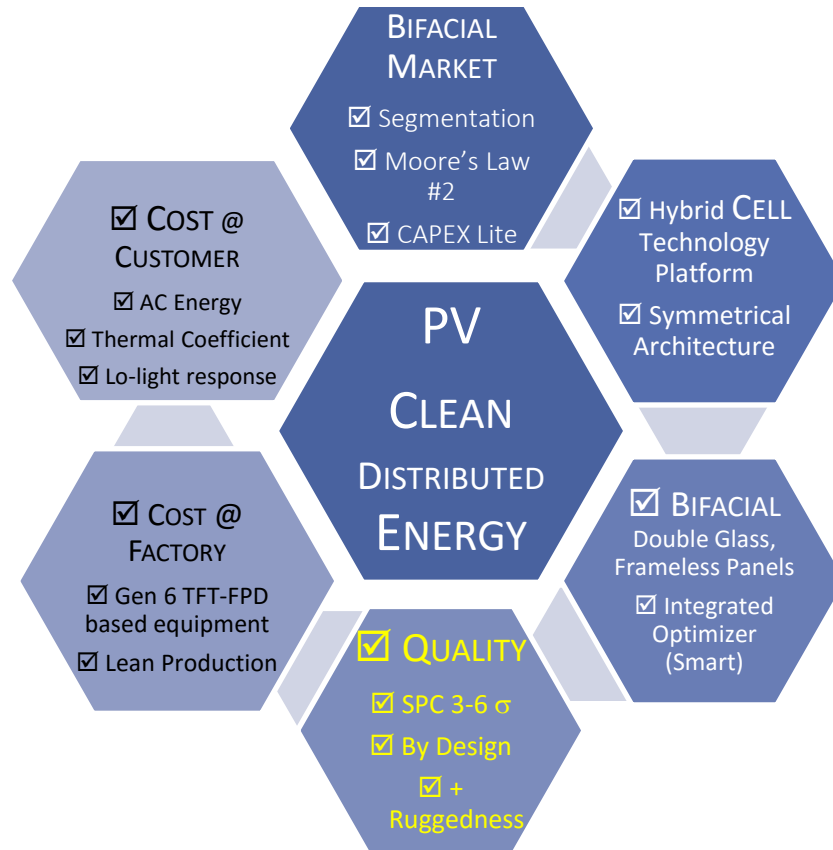 BIFACIAL
MARKET
☑ Segmentation
☑ Moore's Law
#2
☑ CAPEX Lite
☑ Hybrid CELL
Technology
Platform
☑ Symmetrical
Architecture
☑ BIFACIAL
Double Glass,
Frameless Panels
☑ Integrated
Optimizer
(Smart)
☑ QUALITY
☑ SPC 3-6 σ
☑ By Design
☑ +
Ruggedness
☑ COST @
FACTORY
☑ Gen 6 TFT-FPD
based equipment
☑ Lean Production
☑ COST @
CUSTOMER
☑ AC Energy
☑ Thermal Coefficient
☑ Lo-light response
PV
CLEAN
DISTRIBUTED
ENERGY